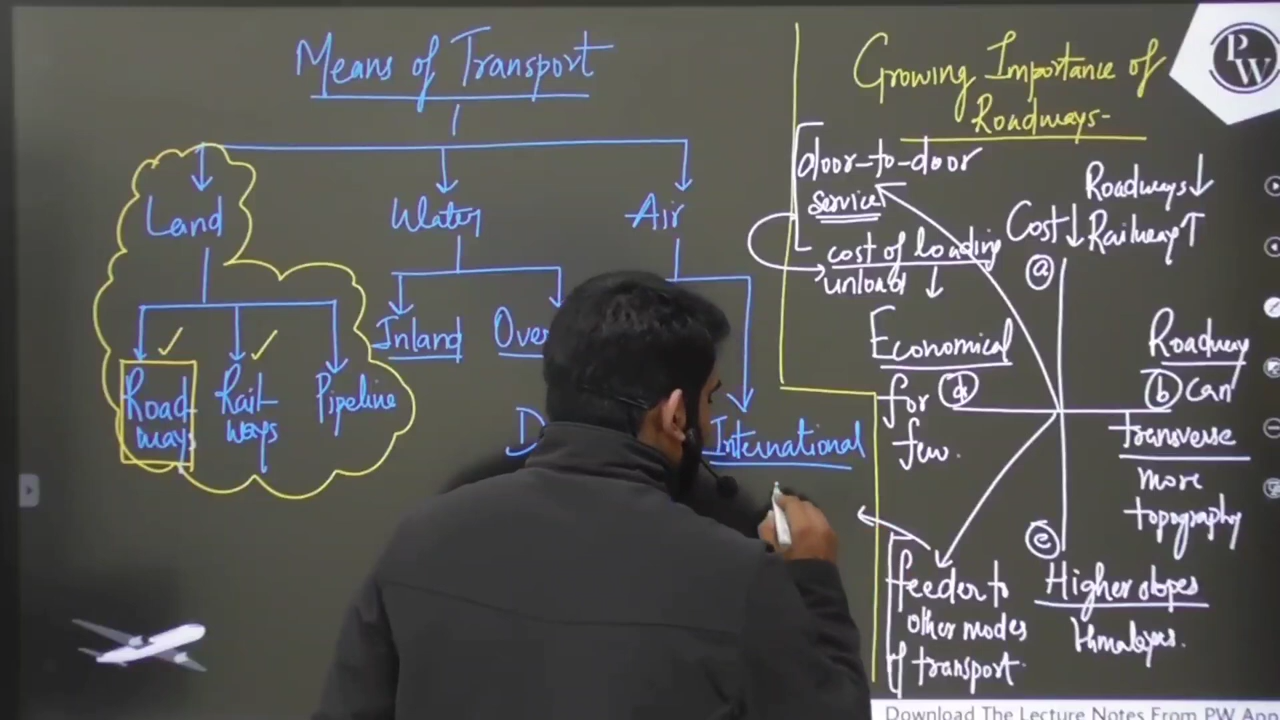 Means of Transport
Land
Water
Air
Road
ways
Rail
ways
Pipeline
Inland
Over
D
International
Growing Importance of
Roadways-
door-to-door
service
cost of loading
unload ↓
Cost ↓
Roadways ↓
Railway ↑
(a)
Economical
(d)
for
few.
Roadway
(b) Can
transverse
more
topography
(e)
Higher slopes
Himalayas.
feeder to
other modes
of transport.
PW
Download The Lecture Notes From PW App